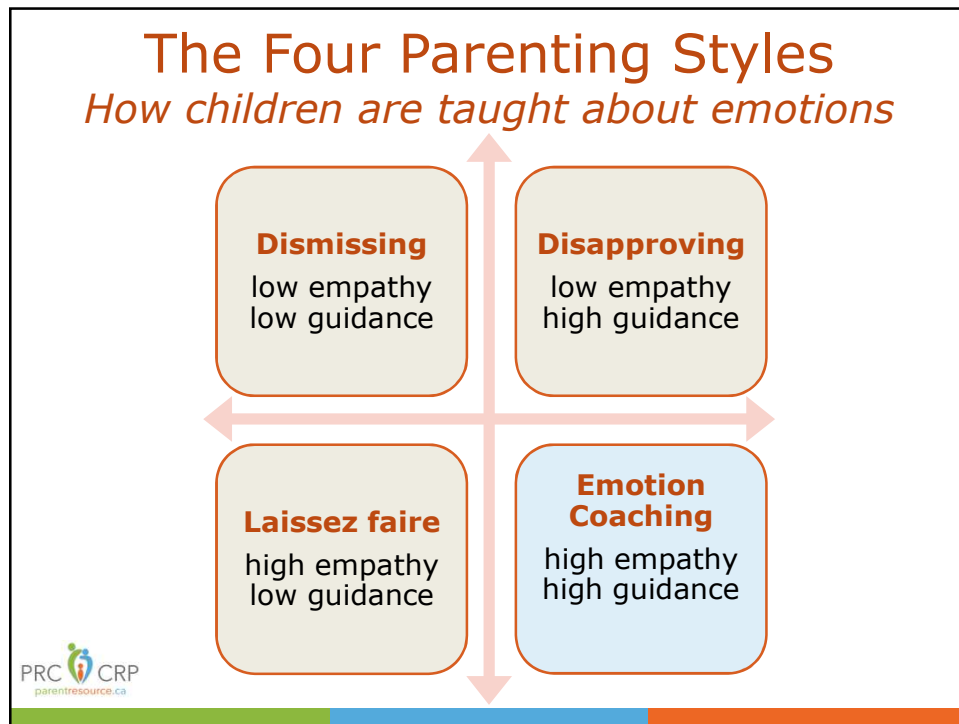 The Four Parenting Styles
How children are taught about emotions
Dismissing
low empathy
low guidance
Disapproving
low empathy
high guidance
Laissez faire
high empathy
low guidance
Emotion
Coaching
high empathy
high guidance
PRC CRP
parentresource.ca